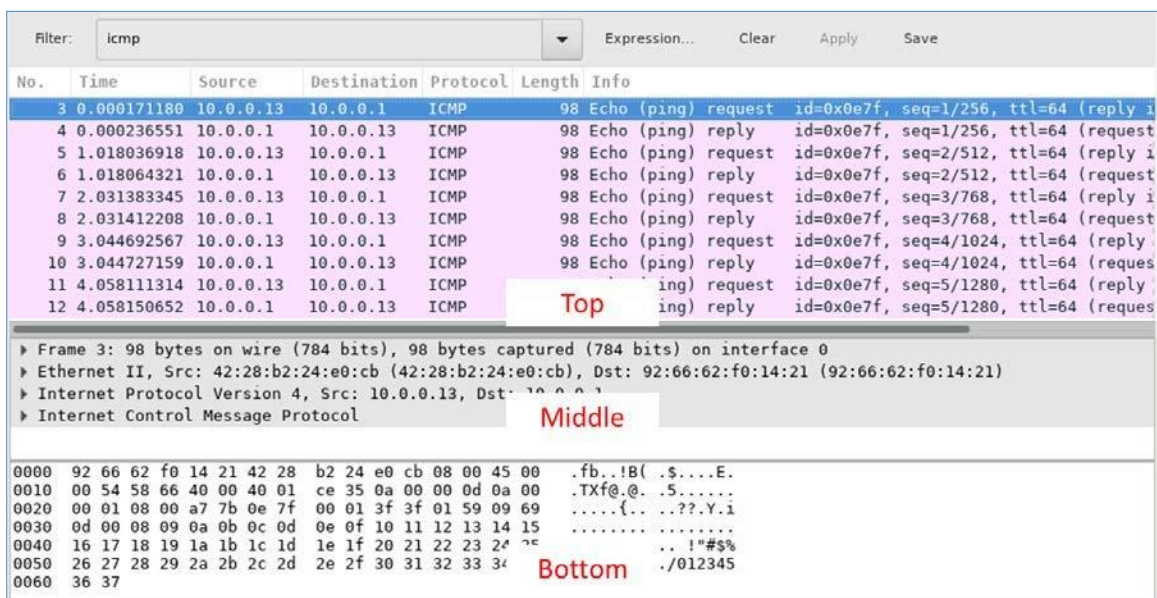 Filter: icmp Expression... Clear Apply Save
No. Time Source Destination Protocol Length Info
3 0.000171180 10.0.0.13 10.0.0.1 ICMP 98 Echo (ping) request id=0x0e7f, seq=1/256, ttl=64 (reply i
4 0.000236551 10.0.0.1 10.0.0.13 ICMP 98 Echo (ping) reply id=0x0e7f, seq=1/256, ttl=64 (request
5 1.018036918 10.0.0.13 10.0.0.1 ICMP 98 Echo (ping) request id=0x0e7f, seq=2/512, ttl=64 (reply i
6 1.018064321 10.0.0.1 10.0.0.13 ICMP 98 Echo (ping) reply id=0x0e7f, seq=2/512, ttl=64 (request
7 2.031383345 10.0.0.13 10.0.0.1 ICMP 98 Echo (ping) request id=0x0e7f, seq=3/768, ttl=64 (reply i
8 2.031412208 10.0.0.1 10.0.0.13 ICMP 98 Echo (ping) reply id=0x0e7f, seq=3/768, ttl=64 (request
9 3.044692567 10.0.0.13 10.0.0.1 ICMP 98 Echo (ping) request id=0x0e7f, seq=4/1024, ttl=64 (reply
10 3.044727159 10.0.0.1 10.0.0.13 ICMP 98 Echo (ping) reply id=0x0e7f, seq=4/1024, ttl=64 (reques
11 4.058111314 10.0.0.13 10.0.0.1 ICMP ing) request id=0x0e7f, seq=5/1280, ttl=64 (reply
12 4.058150652 10.0.0.1 10.0.0.13 ICMP ing) reply id=0x0e7f, seq=5/1280, ttl=64 (reques
Top
Frame 3: 98 bytes on wire (784 bits), 98 bytes captured (784 bits) on interface 0
Ethernet II, Src: 42:28:b2:24:e0:cb (42:28:b2:24:e0:cb), Dst: 92:66:62:f0:14:21 (92:66:62:f0:14:21)
Internet Protocol Version 4, Src: 10.0.0.13, Dst: 10.0.0.1
Internet Control Message Protocol
Middle
0000 92 66 62 f0 14 21 42 28 b2 24 e0 cb 08 00 45 00 .fb..!B( .$....E.
0010 00 54 58 66 40 00 40 01 ce 35 0a 00 00 0d 0a 00 .TXf@.@. .5......
0020 00 01 08 00 a7 7b 0e 7f 00 01 3f 3f 01 59 09 69 .....{.. ..??.Y.i
0030 0d 00 08 09 0a 0b 0c 0d 0e 0f 10 11 12 13 14 15 ........ ........
0040 16 17 18 19 1a 1b 1c 1d 1e 1f 20 21 22 23 24 25 .. !"#$%
0050 26 27 28 29 2a 2b 2c 2d 2e 2f 30 31 32 33 34 ./012345
0060 36 37
Bottom